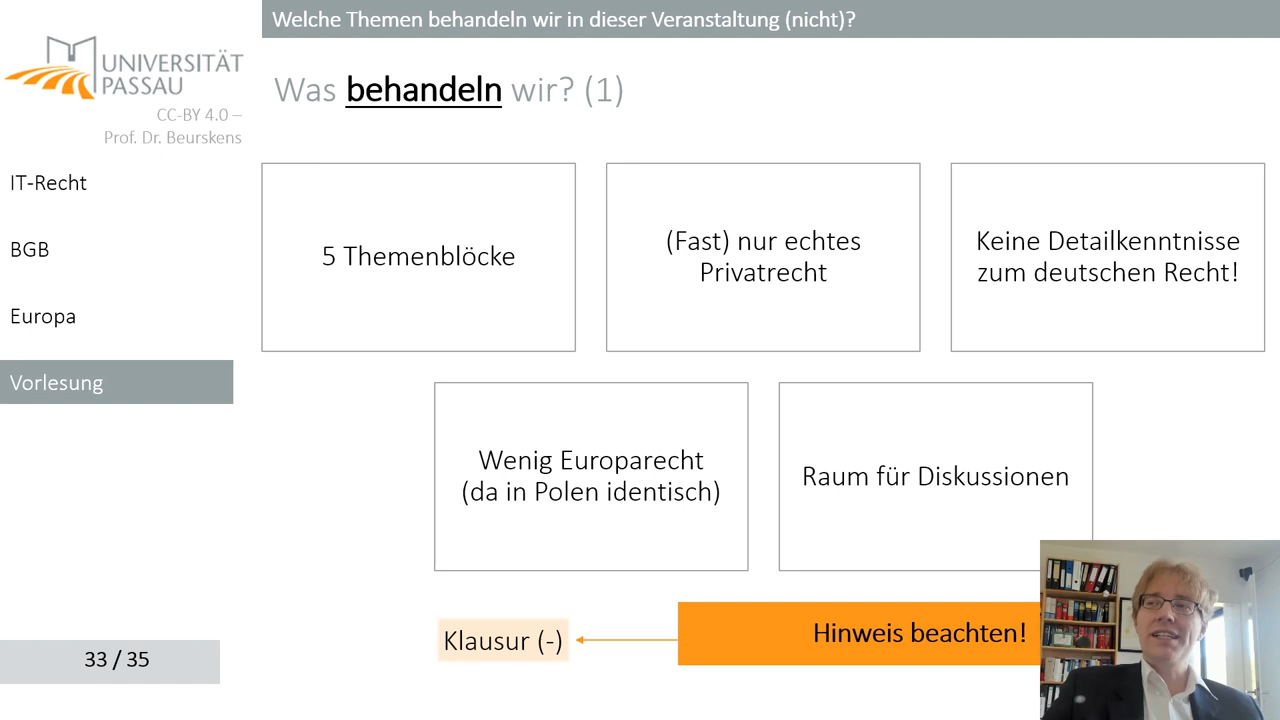 Welche Themen behandeln wir in dieser Veranstaltung (nicht)?
UNIVERSITÄT
PASSAU
CC-BY 4.0 –
Prof. Dr. Beurskens
Was behandeln wir? (1)
IT-Recht
BGB
Europa
Vorlesung
5 Themenblöcke
(Fast) nur echtes
Privatrecht
Keine Detailkenntnisse
zum deutschen Recht!
Wenig Europarecht
(da in Polen identisch)
Raum für Diskussionen
Klausur (-)
Hinweis beachten!
33 / 35